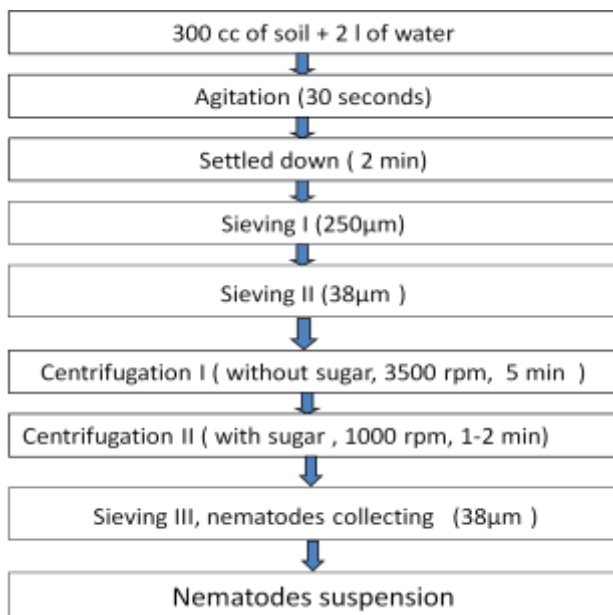 300 cc of soil + 2 l of water
Agitation (30 seconds)
Settled down ( 2 min)
Sieving I (250µm)
Sieving II (38µm )
Centrifugation I ( without sugar, 3500 rpm,  5 min  )
Centrifugation II ( with sugar , 1000 rpm, 1-2 min)
Sieving III, nematodes collecting   (38µm )
Nematodes suspension